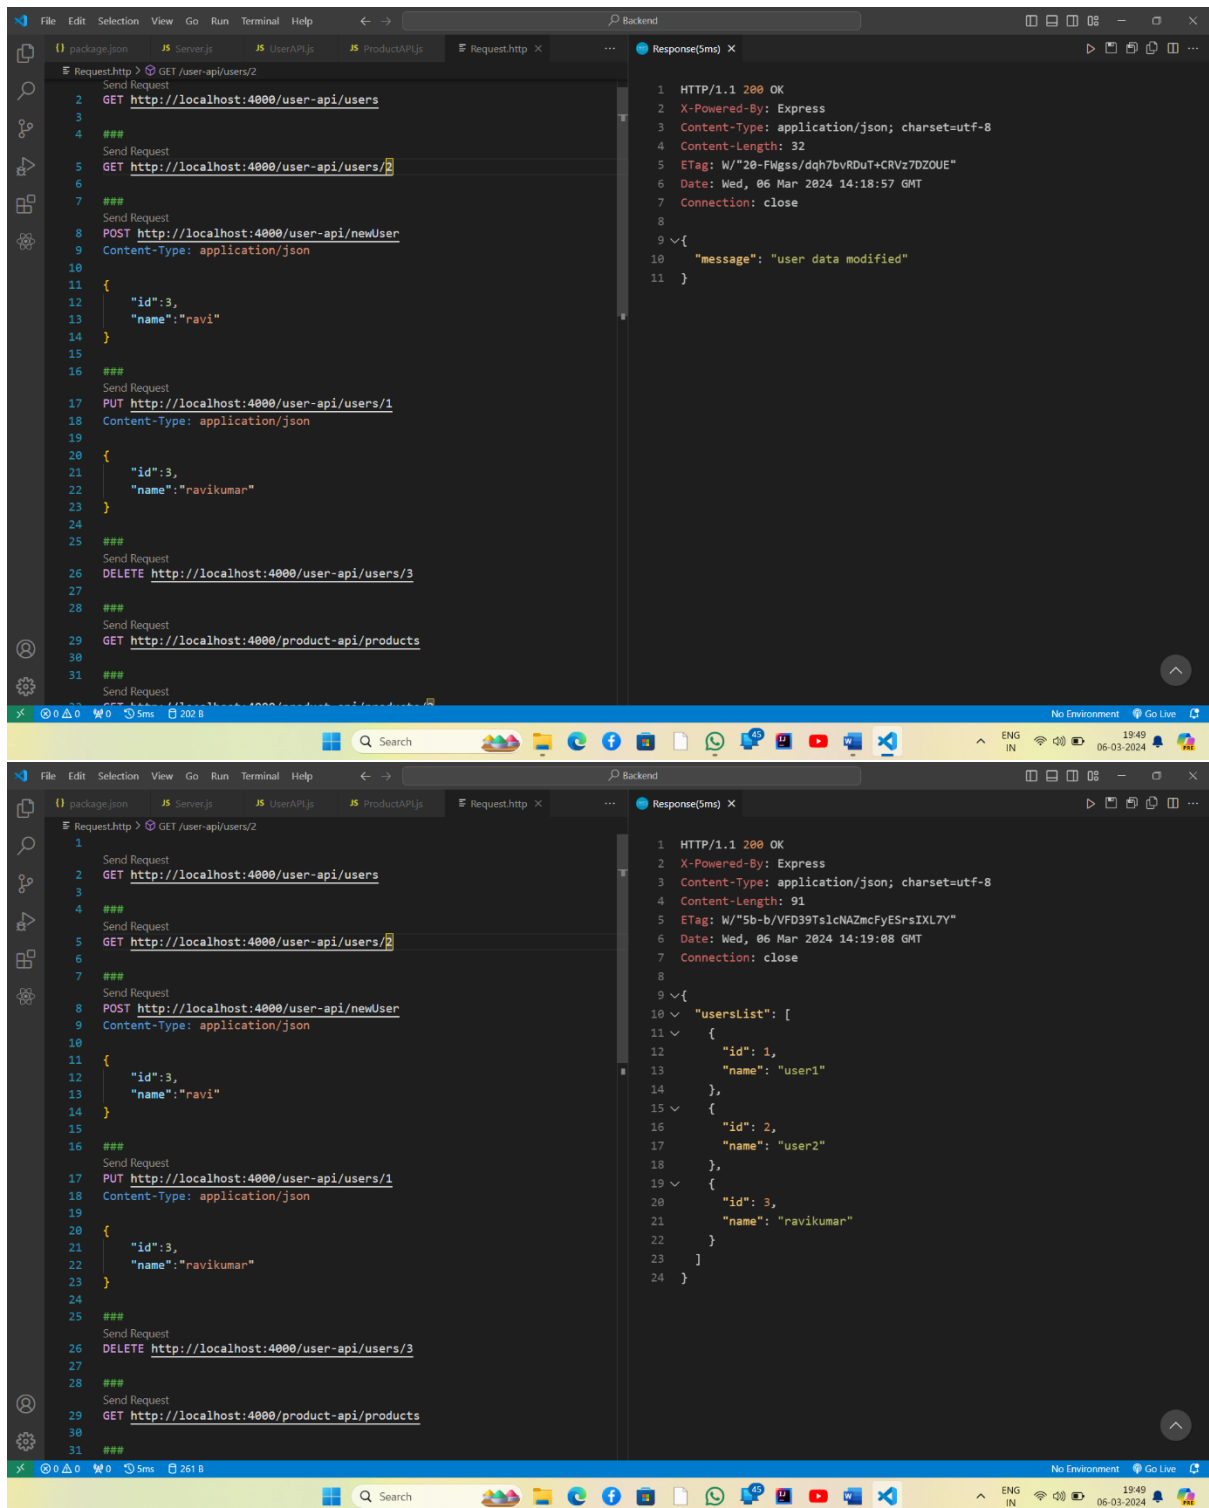 File Edit Selection View Go Run Terminal Help Backend
{} package.json JS Server.js JS UserAPI.js JS ProductAPI.js Request.http Response(5ms)
Request.http > GET /user-api/users/2
Send Request
2 GET http://localhost:4000/user-api/users
3
4 ###
Send Request
5 GET http://localhost:4000/user-api/users/2
6
7 ###
Send Request
8 POST http://localhost:4000/user-api/newUser
9 Content-Type: application/json
10
11 {
12 "id":3,
13 "name":"ravi"
14 }
15
16 ###
Send Request
17 PUT http://localhost:4000/user-api/users/1
18 Content-Type: application/json
19
20 {
21 "id":3,
22 "name":"ravikumar"
23 }
24
25 ###
Send Request
26 DELETE http://localhost:4000/user-api/users/3
27
28 ###
Send Request
29 GET http://localhost:4000/product-api/products
30
31 ###
Send Request
1 HTTP/1.1 200 OK
2 X-Powered-By: Express
3 Content-Type: application/json; charset=utf-8
4 Content-Length: 32
5 ETag: W/"20-FWgss/dqh7bvRDuT+CRVz7DZOUE"
6 Date: Wed, 06 Mar 2024 14:18:57 GMT
7 Connection: close
8
9 {
10 "message": "user data modified"
11 }
0 0 0 5ms 202 B No Environment Go Live
Search 45 ENG IN 19:49 06-03-2024 PRE
File Edit Selection View Go Run Terminal Help Backend
{} package.json JS Server.js JS UserAPI.js JS ProductAPI.js Request.http Response(5ms)
Request.http > GET /user-api/users/2
1
Send Request
2 GET http://localhost:4000/user-api/users
3
4 ###
Send Request
5 GET http://localhost:4000/user-api/users/2
6
7 ###
Send Request
8 POST http://localhost:4000/user-api/newUser
9 Content-Type: application/json
10
11 {
12 "id":3,
13 "name":"ravi"
14 }
15
16 ###
Send Request
17 PUT http://localhost:4000/user-api/users/1
18 Content-Type: application/json
19
20 {
21 "id":3,
22 "name":"ravikumar"
23 }
24
25 ###
Send Request
26 DELETE http://localhost:4000/user-api/users/3
27
28 ###
Send Request
29 GET http://localhost:4000/product-api/products
30
31 ###
1 HTTP/1.1 200 OK
2 X-Powered-By: Express
3 Content-Type: application/json; charset=utf-8
4 Content-Length: 91
5 ETag: W/"5b-b/VFD39TslcNAZmcFyESrsIXL7Y"
6 Date: Wed, 06 Mar 2024 14:19:08 GMT
7 Connection: close
8
9 {
10 "usersList": [
11 {
12 "id": 1,
13 "name": "user1"
14 },
15 {
16 "id": 2,
17 "name": "user2"
18 },
19 {
20 "id": 3,
21 "name": "ravikumar"
22 }
23 ]
24 }
0 0 0 5ms 261 B No Environment Go Live
Search 45 ENG IN 19:49 06-03-2024 PRE